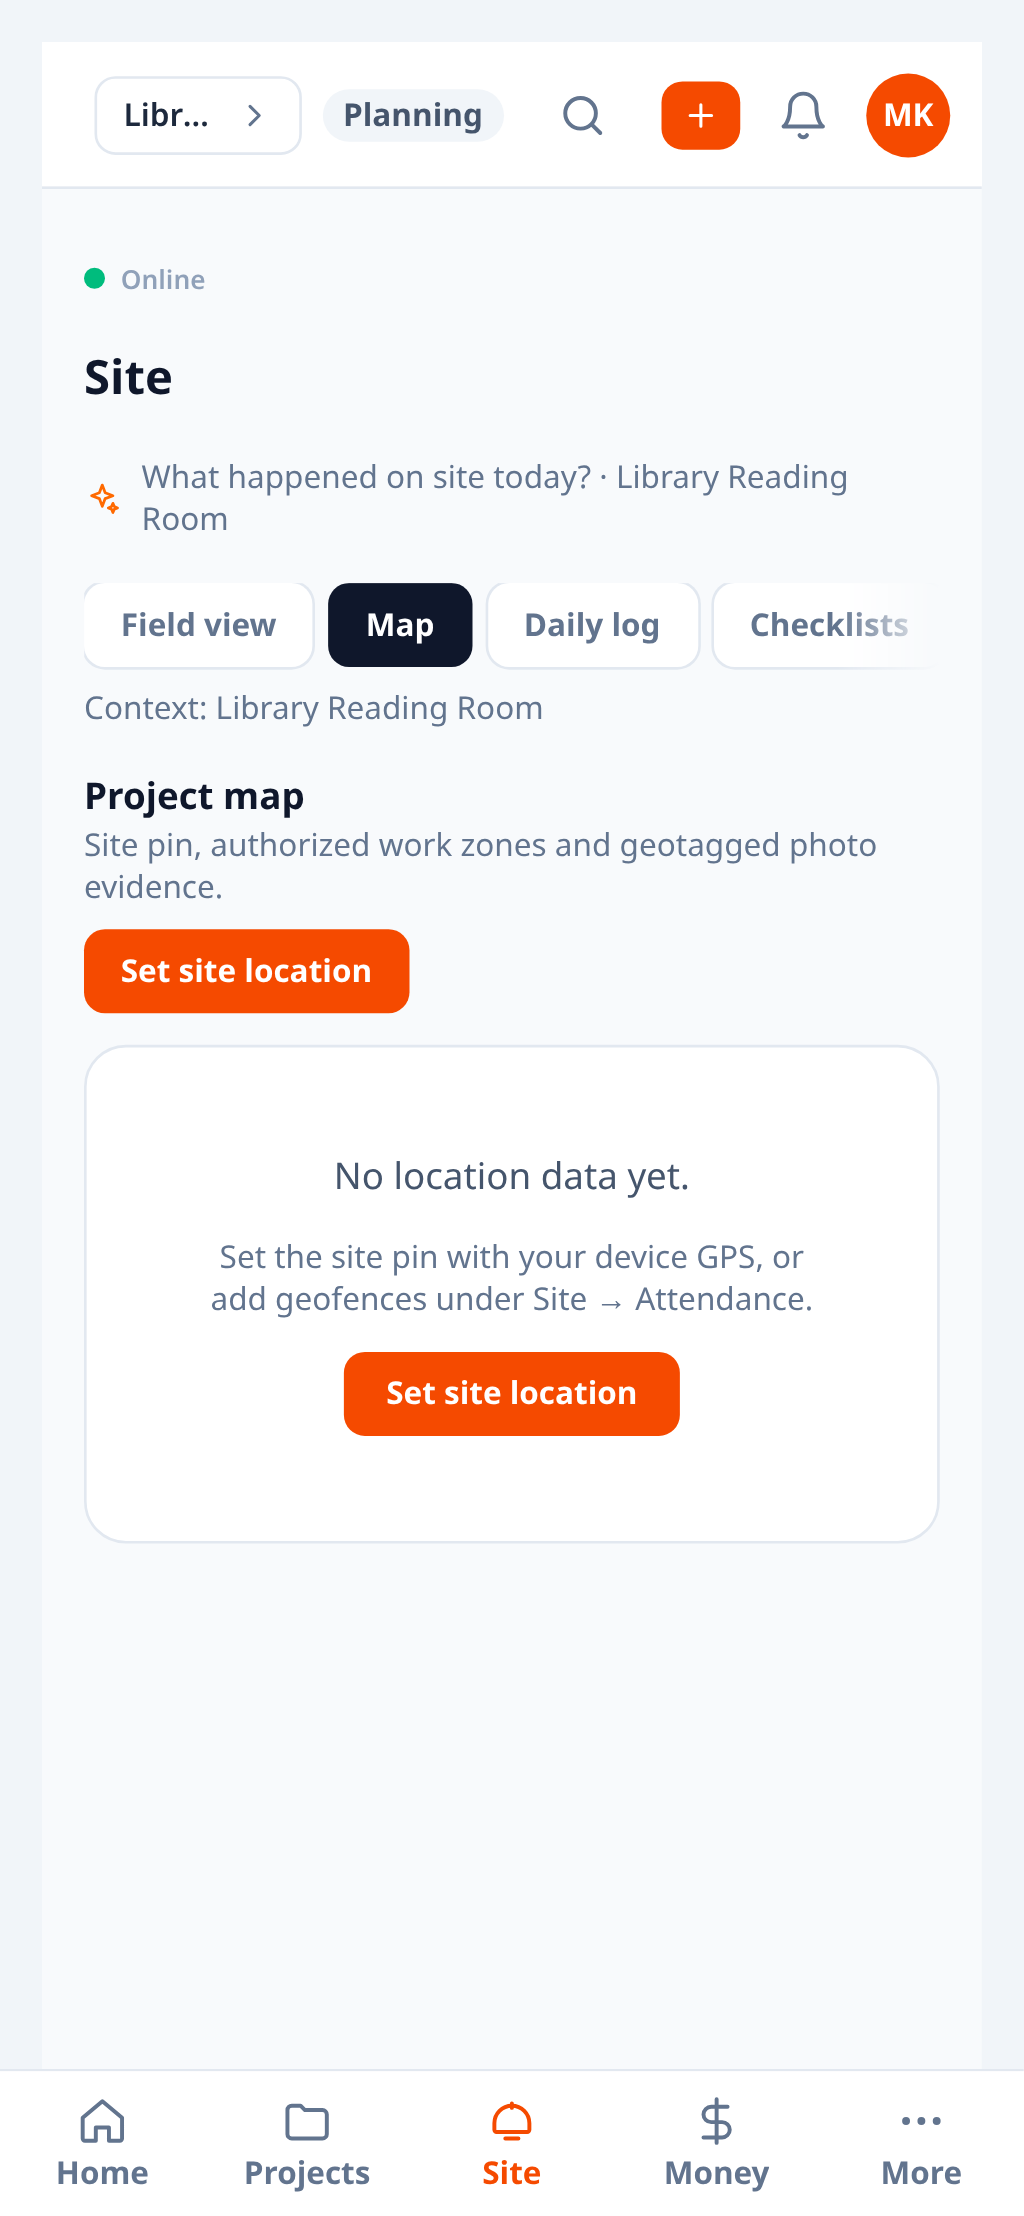 Libr...
Planning
MK
Online
Site
What happened on site today? · Library Reading
Room
Field view
Map
Daily log
Checklists
Context: Library Reading Room
Project map
Site pin, authorized work zones and geotagged photo
evidence.
Set site location
No location data yet.
Set the site pin with your device GPS, or
add geofences under Site → Attendance.
Set site location
Home
Projects
Site
Money
More